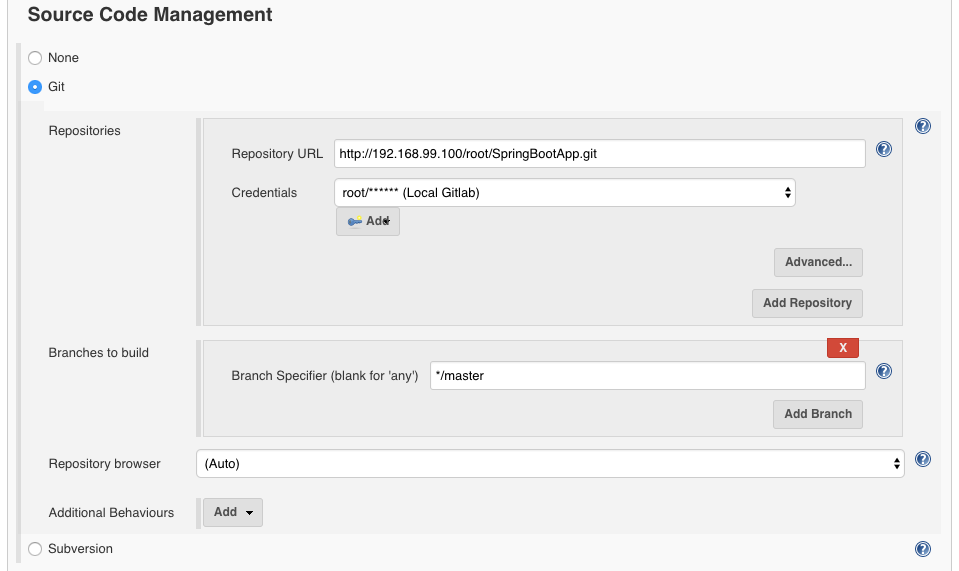 Source Code Management
None
Git
Repositories
Repository URL http://192.168.99.100/root/SpringBootApp.git
Credentials root/****** (Local Gitlab)
Add
Advanced...
Add Repository
Branches to build
X
Branch Specifier (blank for 'any') */master
Add Branch
Repository browser (Auto)
Additional Behaviours Add
Subversion